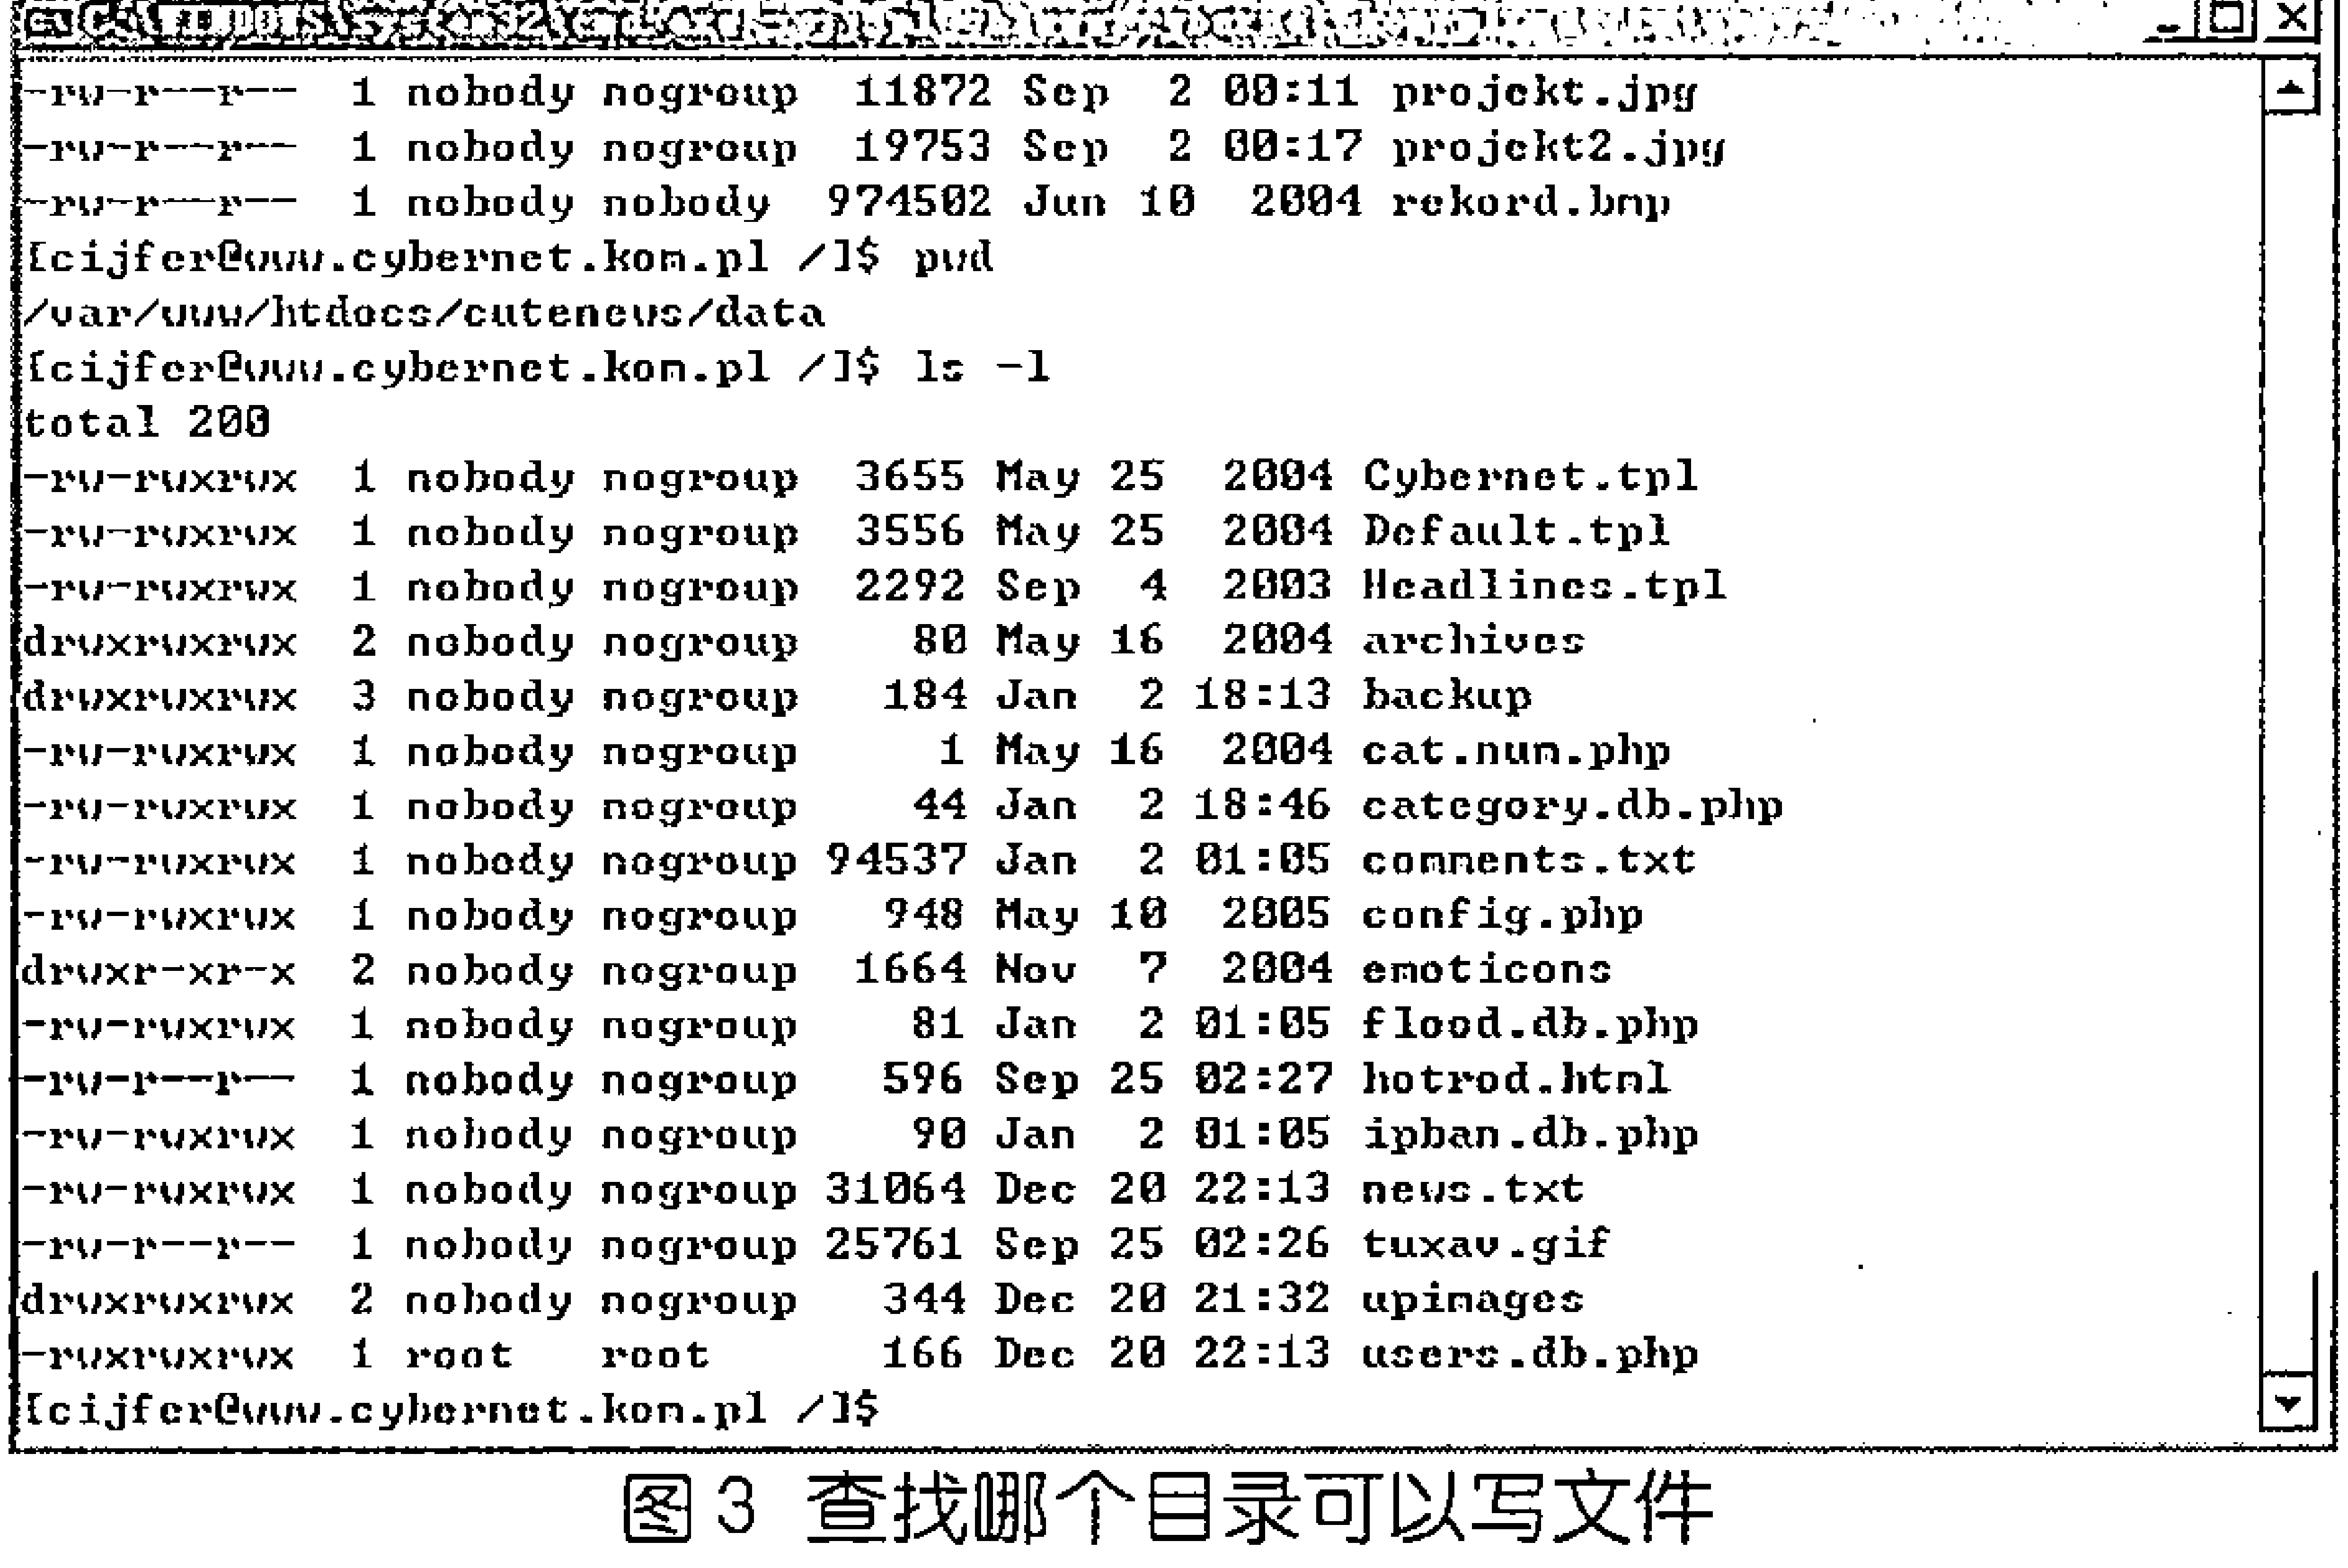 -rw-r--r--  1 nobody nogroup  11872 Sep  2 00:11 projekt.jpg
-rw-r--r--  1 nobody nogroup  19753 Sep  2 00:17 projekt2.jpg
-rw-r--r--  1 nobody nobody  974502 Jun 10  2004 rekord.bmp
[cijfer@www.cybernet.kom.pl /]$ pwd
/var/www/htdocs/cutenews/data
[cijfer@www.cybernet.kom.pl /]$ ls -l
total 200
-rw-rwxrwx  1 nobody nogroup  3655 May 25  2004 Cybernet.tpl
-rw-rwxrwx  1 nobody nogroup  3556 May 25  2004 Default.tpl
-rw-rwxrwx  1 nobody nogroup  2292 Sep  4  2003 Headlines.tpl
drwxrwxrwx  2 nobody nogroup    80 May 16  2004 archives
drwxrwxrwx  3 nobody nogroup   184 Jan  2 18:13 backup
-rw-rwxrwx  1 nobody nogroup     1 May 16  2004 cat.num.php
-rw-rwxrwx  1 nobody nogroup    44 Jan  2 18:46 category.db.php
-rw-rwxrwx  1 nobody nogroup 94537 Jan  2 01:05 comments.txt
-rw-rwxrwx  1 nobody nogroup   948 May 10  2005 config.php
drwxr-xr-x  2 nobody nogroup  1664 Nov  7  2004 emoticons
-rw-rwxrwx  1 nobody nogroup    81 Jan  2 01:05 flood.db.php
-rw-r--r--  1 nobody nogroup   596 Sep 25 02:27 hotrod.html
-rw-rwxrwx  1 nobody nogroup    90 Jan  2 01:05 ipban.db.php
-rw-rwxrwx  1 nobody nogroup 31064 Dec 20 22:13 news.txt
-rw-r--r--  1 nobody nogroup 25761 Sep 25 02:26 tuxav.gif
drwxrwxrwx  2 nobody nogroup   344 Dec 20 21:32 upimages
-rwxrwxrwx  1 root   root      166 Dec 20 22:13 users.db.php
[cijfer@www.cybernet.kom.pl /]$
图3 查找哪个目录可以写文件